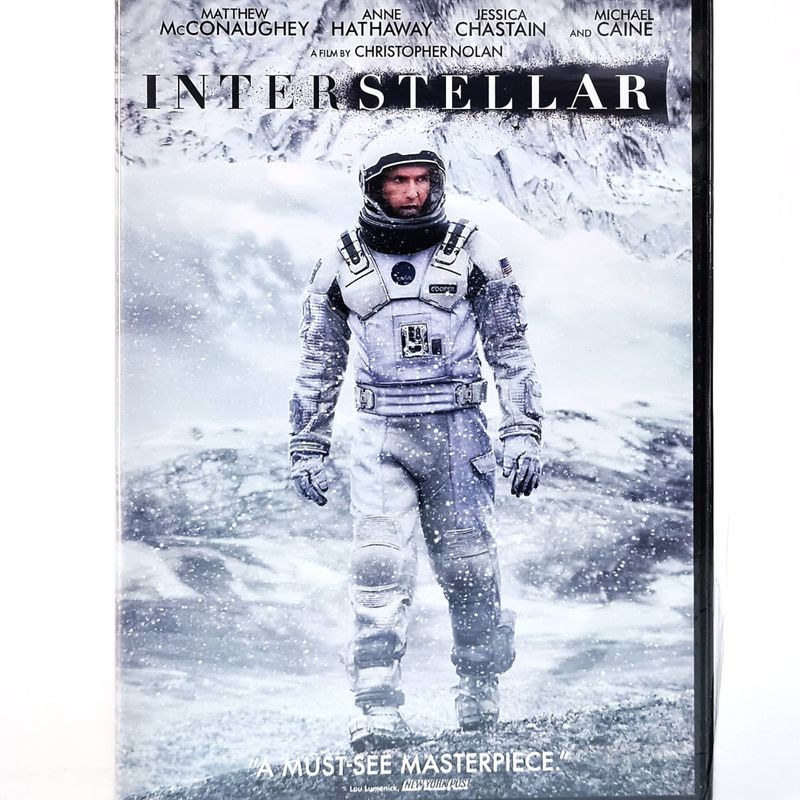 MATTHEW McCONAUGHEY
ANNE HATHAWAY
JESSICA CHASTAIN
AND MICHAEL CAINE
A FILM BY CHRISTOPHER NOLAN
INTERSTELLAR
COOPER
"A MUST-SEE MASTERPIECE."
Lou Lumenick, NEW YORK POST